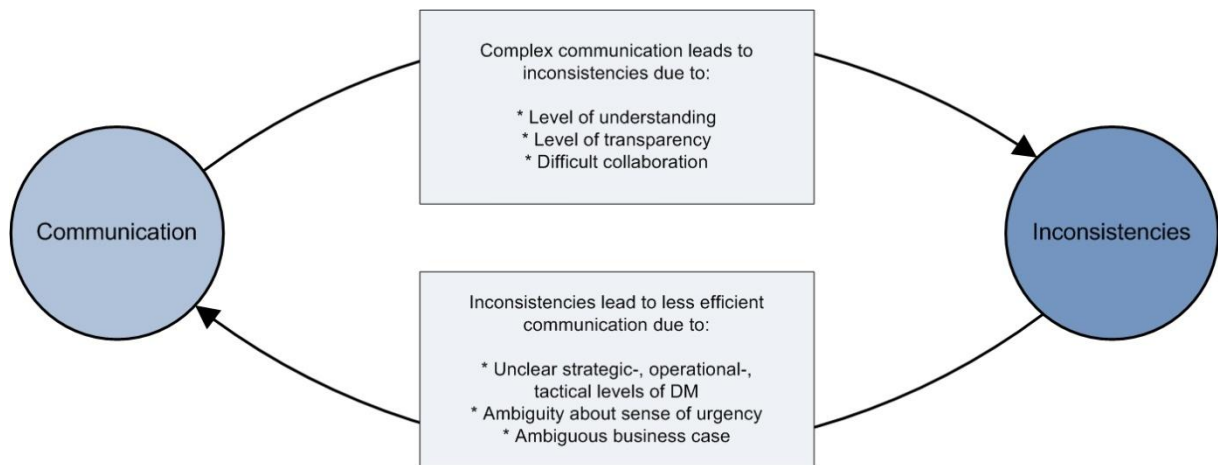 Complex communication leads to
inconsistencies due to:
* Level of understanding
* Level of transparency
* Difficult collaboration
Communication
Inconsistencies
Inconsistencies lead to less efficient
communication due to:
* Unclear strategic-, operational-,
tactical levels of DM
* Ambiguity about sense of urgency
* Ambiguous business case